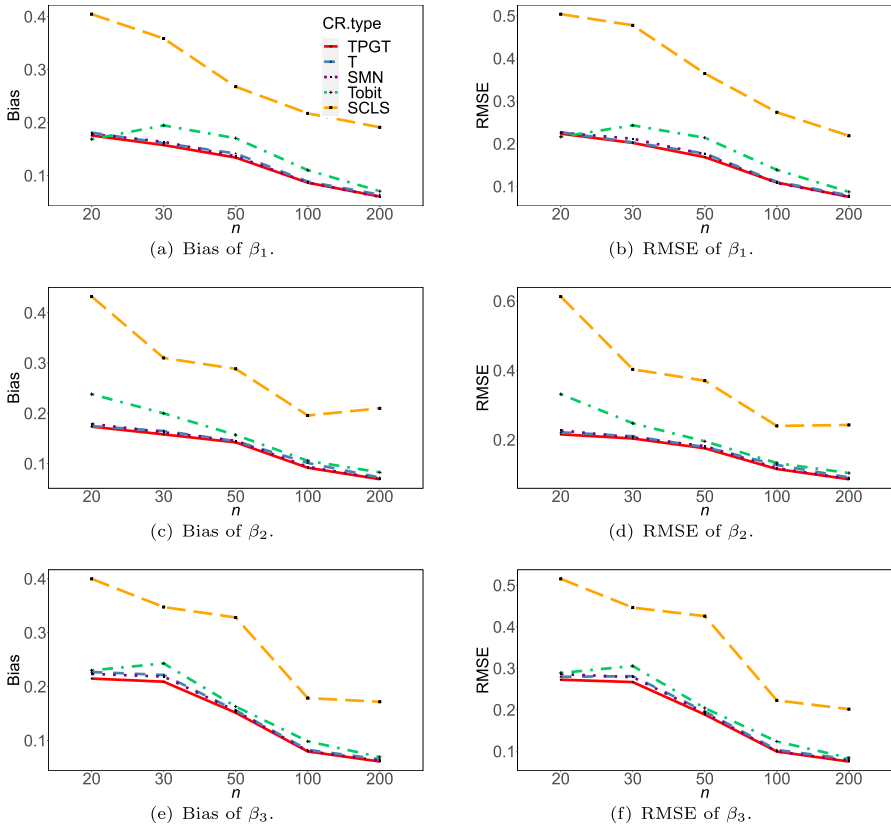 CR.type
TPGT
T
SMN
Tobit
SCLS
Bias
0.4
0.3
0.2
0.1
20 30 50 100 200
n
(a) Bias of β₁.
RMSE
0.5
0.4
0.3
0.2
0.1
20 30 50 100 200
n
(b) RMSE of β₁.
Bias
0.4
0.3
0.2
0.1
20 30 50 100 200
n
(c) Bias of β₂.
RMSE
0.6
0.4
0.2
20 30 50 100 200
n
(d) RMSE of β₂.
Bias
0.4
0.3
0.2
0.1
20 30 50 100 200
n
(e) Bias of β₃.
RMSE
0.5
0.4
0.3
0.2
0.1
20 30 50 100 200
n
(f) RMSE of β₃.